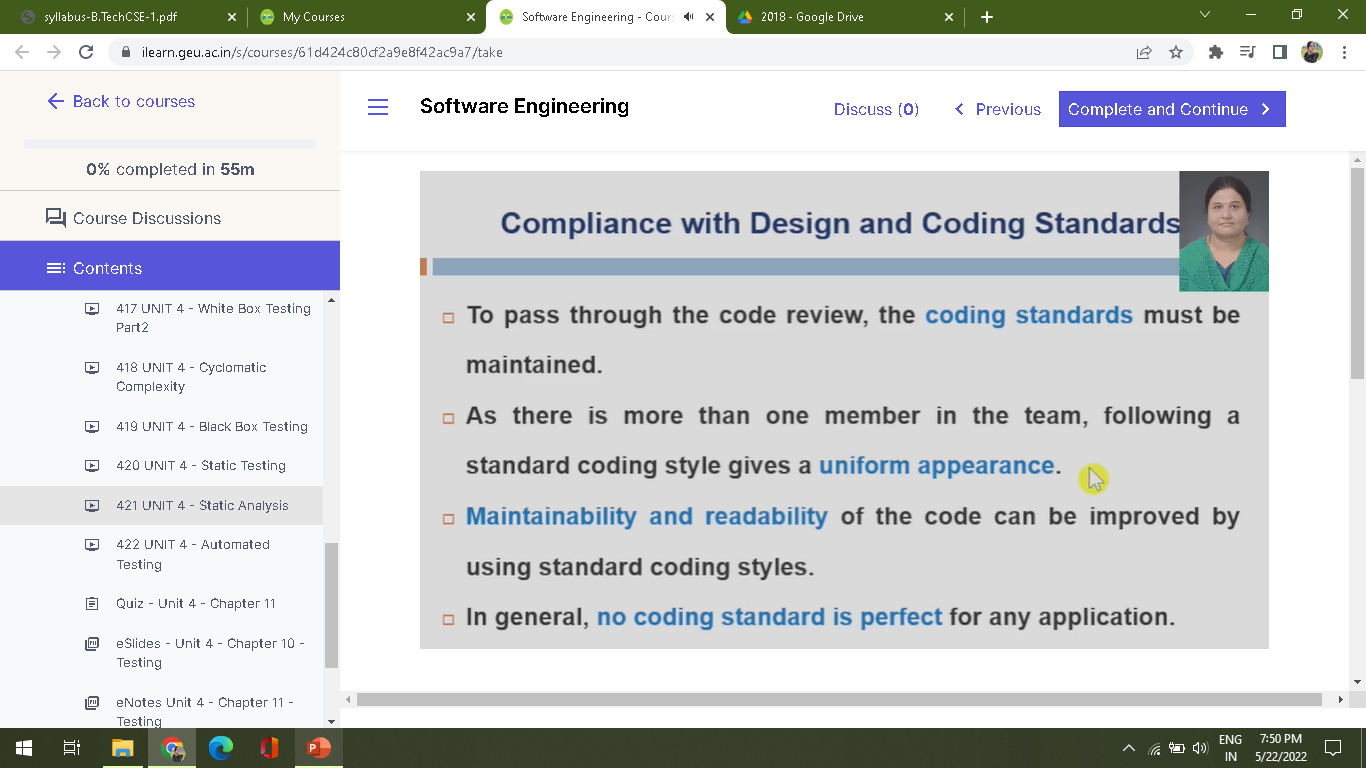 syllabus-B.TechCSE-1.pdf
My Courses
Software Engineering - Cours
2018 - Google Drive
ilearn.geu.ac.in/s/courses/61d424c80cf2a9e8f42ac9a7/take
Back to courses
0% completed in 55m
Course Discussions
Contents
417 UNIT 4 - White Box Testing
Part2
418 UNIT 4 - Cyclomatic
Complexity
419 UNIT 4 - Black Box Testing
420 UNIT 4 - Static Testing
421 UNIT 4 - Static Analysis
422 UNIT 4 - Automated
Testing
Quiz - Unit 4 - Chapter 11
eSlides - Unit 4 - Chapter 10 -
Testing
eNotes Unit 4 - Chapter 11 -
Testing
Software Engineering
Discuss (0)
Previous
Complete and Continue
Compliance with Design and Coding Standards
To pass through the code review, the coding standards must be
maintained.
As there is more than one member in the team, following a
standard coding style gives a uniform appearance.
Maintainability and readability of the code can be improved by
using standard coding styles.
In general, no coding standard is perfect for any application.
ENG
IN
7:50 PM
5/22/2022